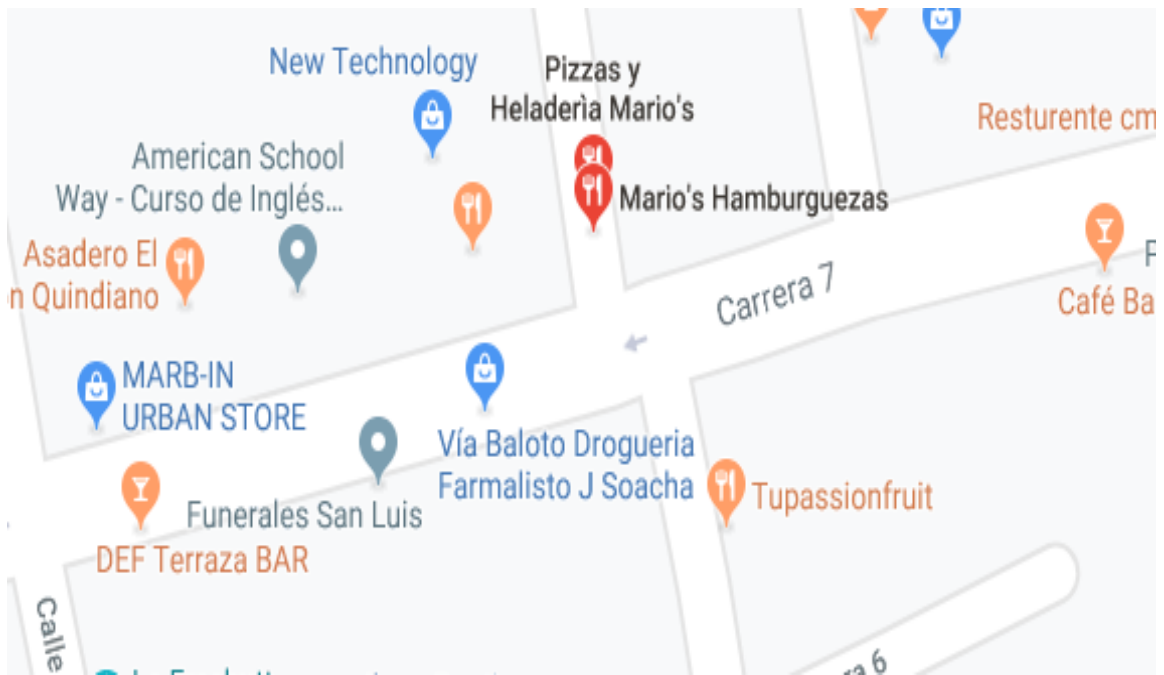 New Technology
Pizzas y
Heladerìa Mario's
Resturente cm
American School
Way - Curso de Inglés...
Mario's Hamburguezas
Asadero El
n Quindiano
Carrera 7
Café Ba
MARB-IN
URBAN STORE
Vía Baloto Drogueria
Farmalisto J Soacha
Tupassionfruit
Funerales San Luis
DEF Terraza BAR
Calle
ra 6